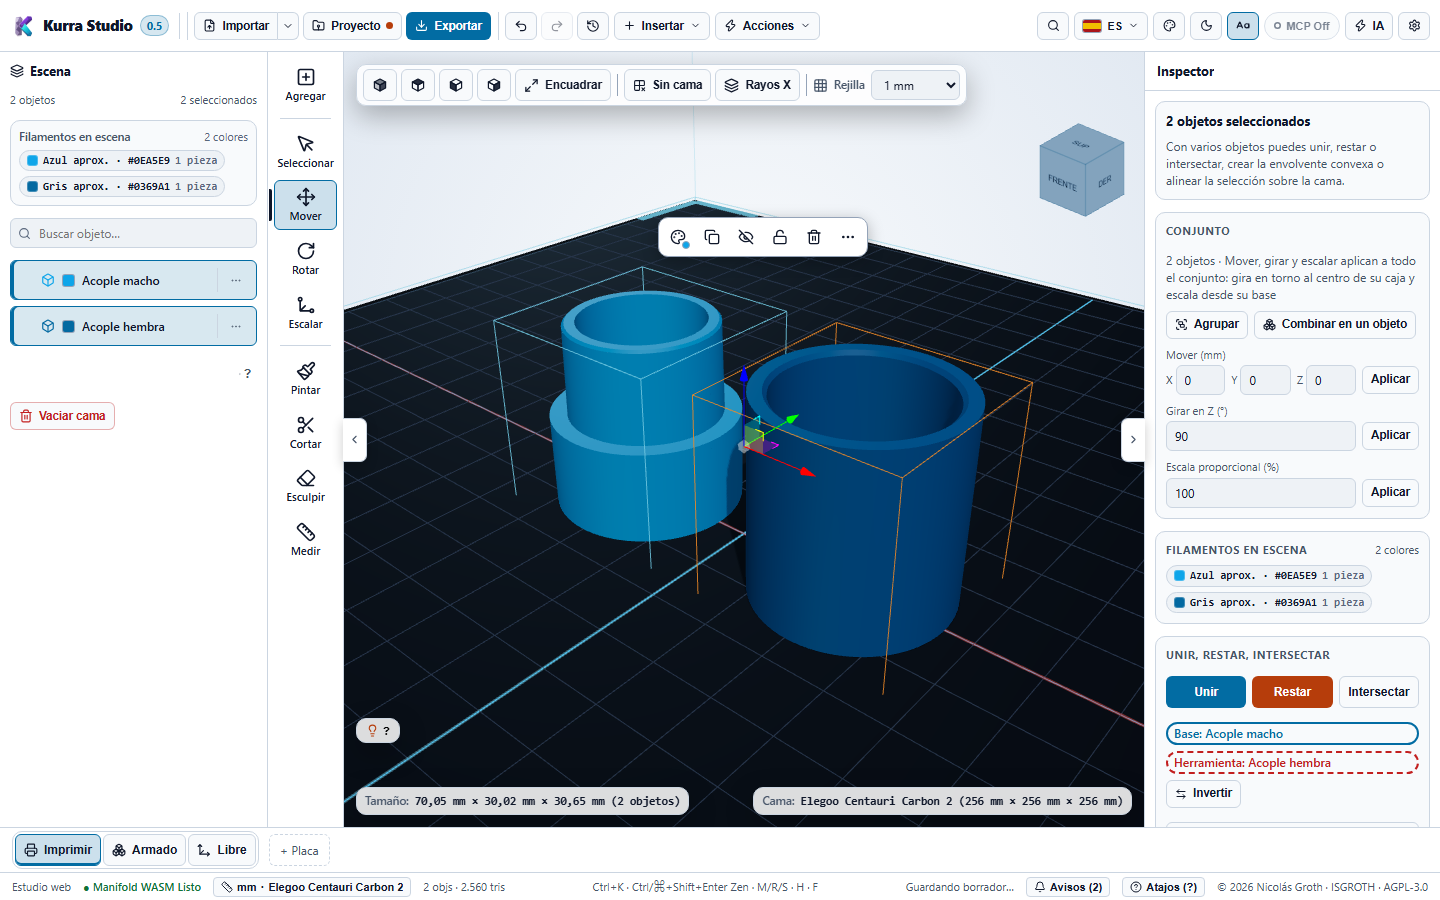 Kurra Studio 0.5
Importar
Proyecto
Exportar
Insertar
Acciones
ES
Aa
MCP Off
IA
Escena
2 objetos 2 seleccionados
Filamentos en escena 2 colores
Azul aprox. · #0EA5E9 1 pieza
Gris aprox. · #0369A1 1 pieza
Buscar objeto...
Acople macho ...
Acople hembra ...
?
Vaciar cama
Agregar
Seleccionar
Mover
Rotar
Escalar
Pintar
Cortar
Esculpir
Medir
Encuadrar
Sin cama
Rayos X
Rejilla 1 mm
SUP
FRENTE
DER
?
Tamaño: 70,05 mm × 30,02 mm × 30,65 mm (2 objetos)
Cama: Elegoo Centauri Carbon 2 (256 mm × 256 mm × 256 mm)
Inspector
2 objetos seleccionados
Con varios objetos puedes unir, restar o
intersectar, crear la envolvente convexa o
alinear la selección sobre la cama.
CONJUNTO
2 objetos · Mover, girar y escalar aplican a todo
el conjunto: gira en torno al centro de su caja y
escala desde su base
Agrupar
Combinar en un objeto
Mover (mm)
X 0 Y 0 Z 0 Aplicar
Girar en Z (°)
90 Aplicar
Escala proporcional (%)
100 Aplicar
FILAMENTOS EN ESCENA 2 colores
Azul aprox. · #0EA5E9 1 pieza
Gris aprox. · #0369A1 1 pieza
UNIR, RESTAR, INTERSECTAR
Unir Restar Intersectar
Base: Acople macho
Herramienta: Acople hembra
Invertir
Imprimir
Armado
Libre
+ Placa
Estudio web
● Manifold WASM Listo
mm · Elegoo Centauri Carbon 2
2 objs · 2.560 tris
Ctrl+K · Ctrl/⌘+Shift+Enter Zen · M/R/S · H · F
Guardando borrador...
Avisos (2)
Atajos (?)
© 2026 Nicolás Groth · ISGROTH · AGPL-3.0